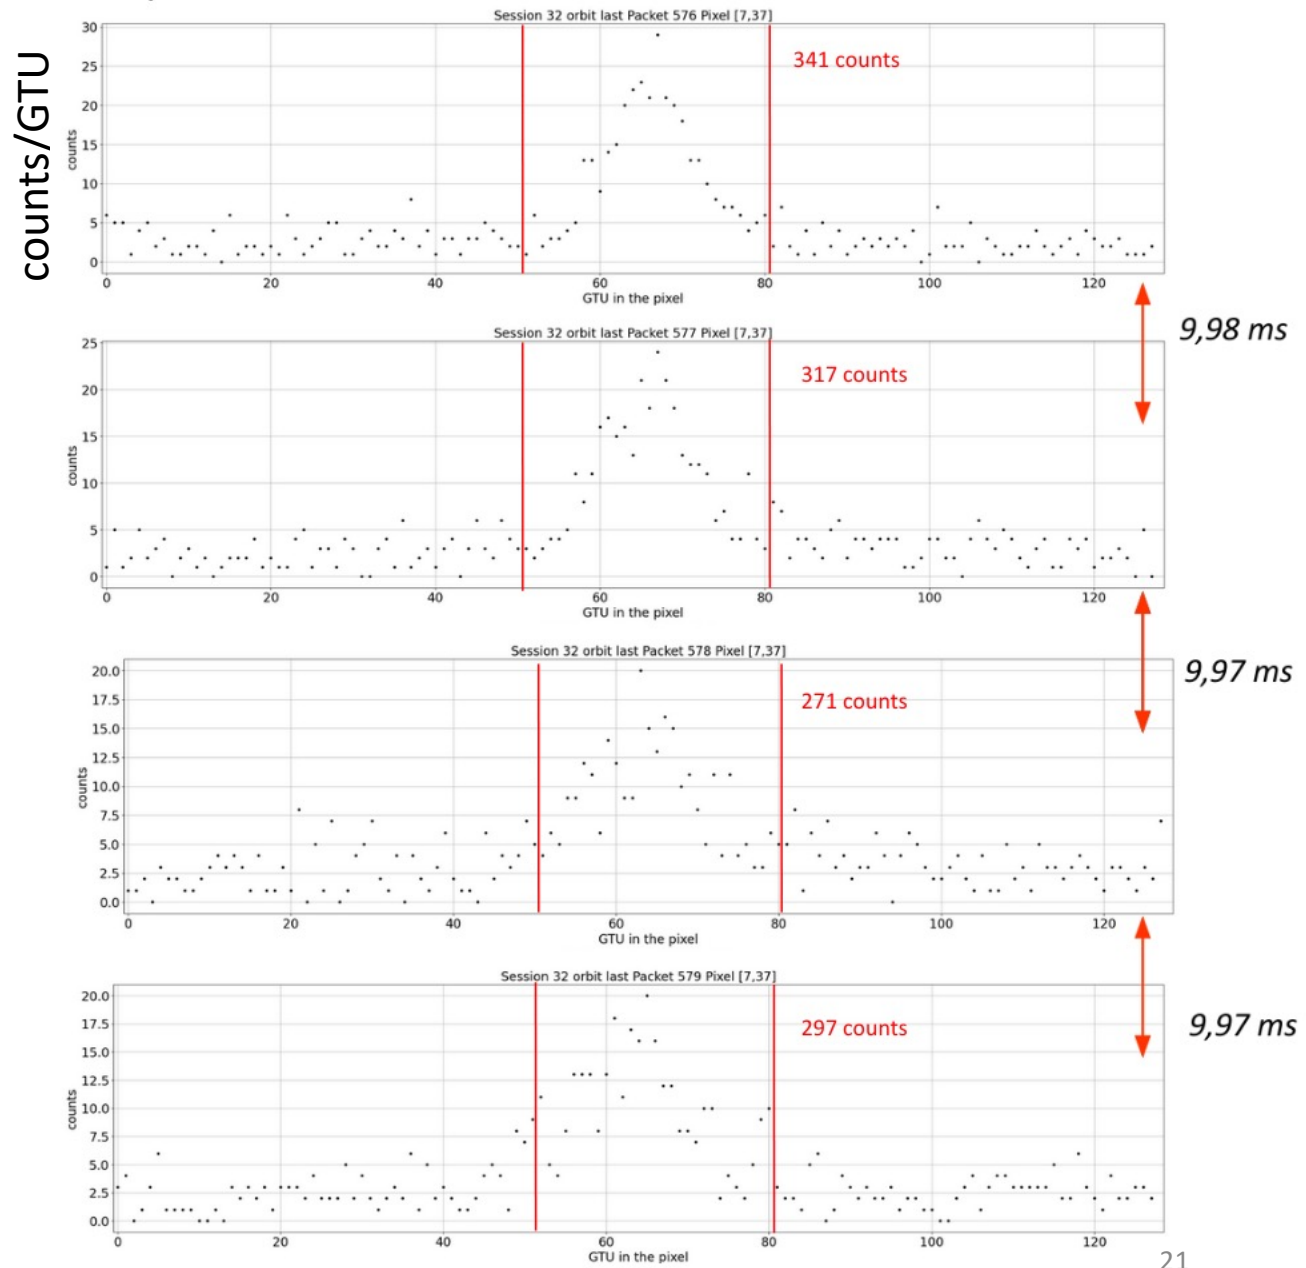 counts/GTU
Session 32 orbit last Packet 576 Pixel [7,37]
341 counts
30
25
20
15
10
5
0
counts
0 20 40 60 80 100 120
GTU in the pixel
9,98 ms
Session 32 orbit last Packet 577 Pixel [7,37]
317 counts
25
20
15
10
5
0
counts
0 20 40 60 80 100 120
GTU in the pixel
9,97 ms
Session 32 orbit last Packet 578 Pixel [7,37]
271 counts
20.0
17.5
15.0
12.5
10.0
7.5
5.0
2.5
0.0
counts
0 20 40 60 80 100 120
GTU in the pixel
9,97 ms
Session 32 orbit last Packet 579 Pixel [7,37]
297 counts
20.0
17.5
15.0
12.5
10.0
7.5
5.0
2.5
0.0
counts
0 20 40 60 80 100 120
GTU in the pixel
21